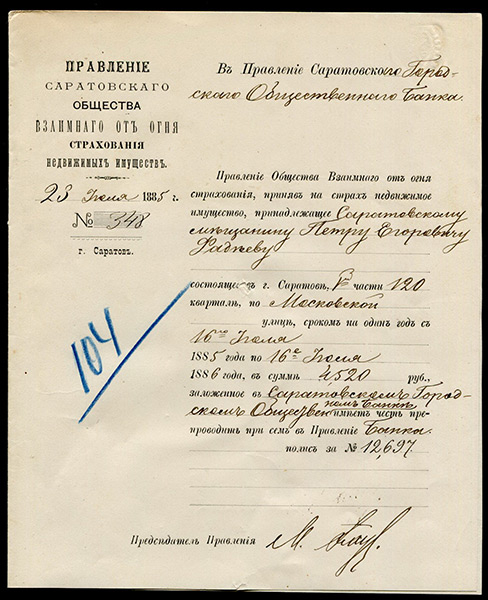 ПРАВЛЕНІЕ
САРАТОВСКАГО
ОБЩЕСТВА
ВЗАИМНАГО ОТЪ ОГНЯ
СТРАХОВАНІЯ
НЕДВИЖИМЫХЪ ИМУЩЕСТВЪ.
23 Іюля 1885 г.
№ 348
г. Саратовъ.
104
Въ Правленіе Саратовскаго Город-
скаго Общественнаго Банка.
Правленіе Общества Взаимнаго отъ огня
страхованія, принявъ на страхъ недвижимое
имущество, принадлежащее Саратовскому
мѣщанину Петру Егоровичу
состоящее въ г. Саратовѣ, части 120
кварталѣ, по Московской
улицѣ, срокомъ на одинъ годъ съ
16го Іюля
1885 года по 16е Іюля
1886 года, въ суммѣ 4520 руб.,
заложенное въ Саратовскомъ Город-
скомъ Обществен номъ Банкѣ имѣетъ честь пре-
проводить при семъ въ Правленіе Банка
полисъ за № 12,697.
Предсѣдатель Правленія М.